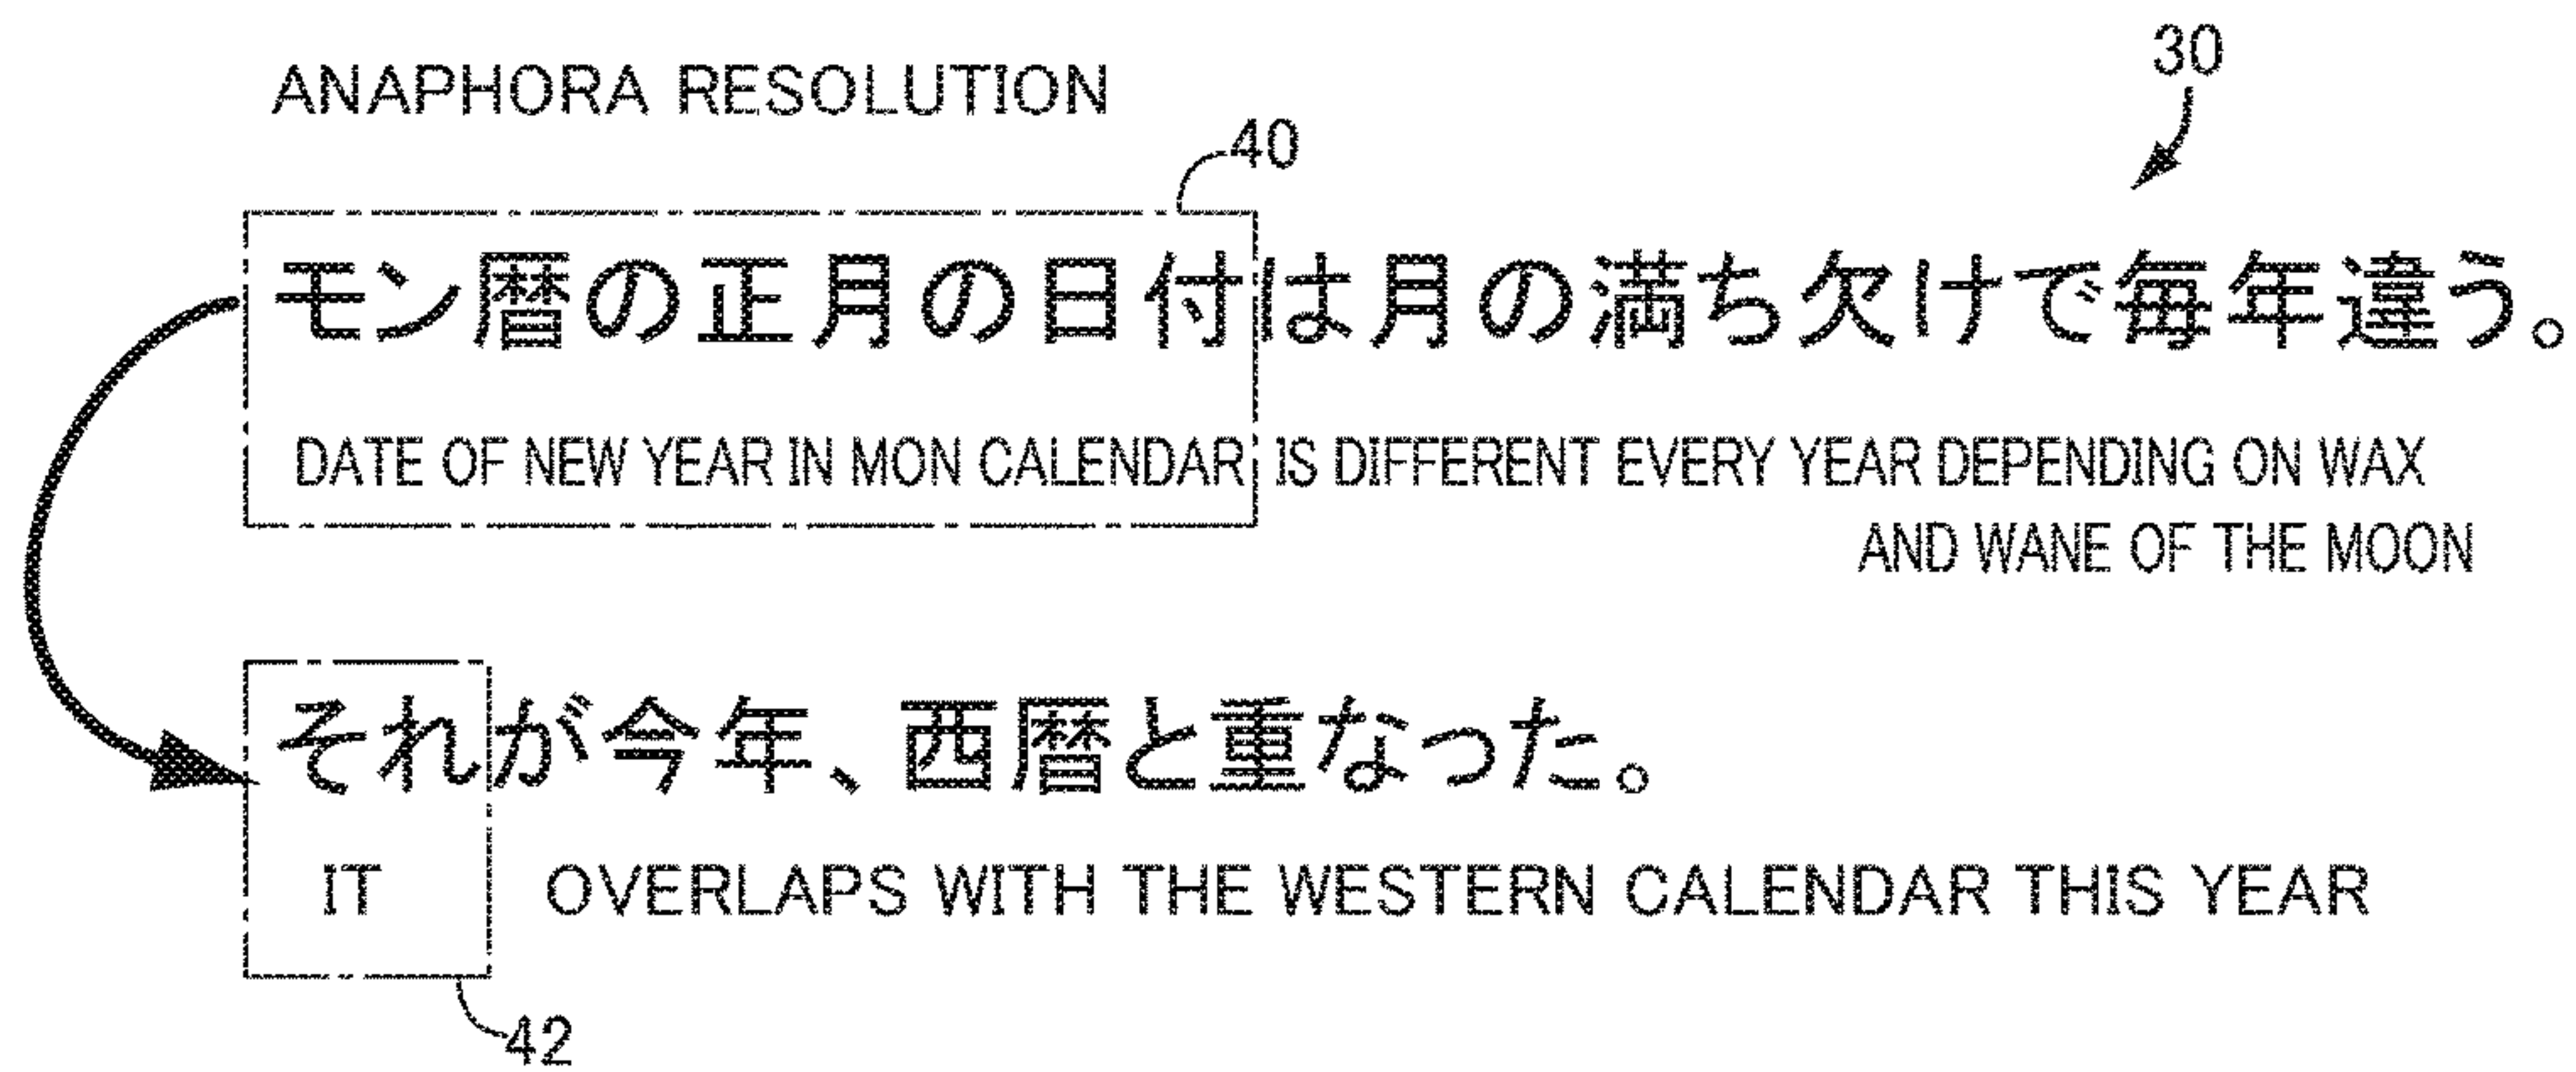 30
ANAPHORA RESOLUTION
40
モン暦の正月の日付は月の満ち欠けで毎年違う。
DATE OF NEW YEAR IN MON CALENDAR IS DIFFERENT EVERY YEAR DEPENDING ON WAX
AND WANE OF THE MOON
それが今年、西暦と重なった。
IT OVERLAPS WITH THE WESTERN CALENDAR THIS YEAR
42